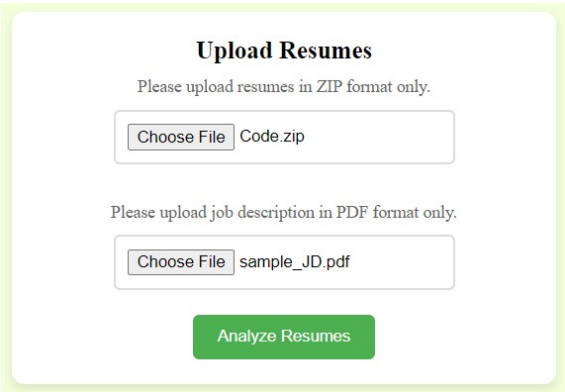 Upload Resumes
Please upload resumes in ZIP format only.
Choose File Code.zip
Please upload job description in PDF format only.
Choose File sample_JD.pdf
Analyze Resumes